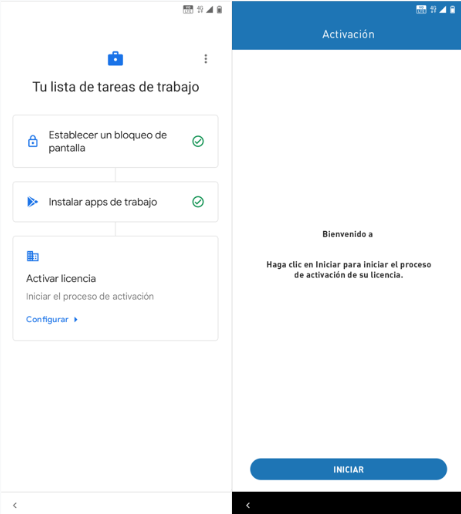 Tu lista de tareas de trabajo
Establecer un bloqueo de
pantalla
Instalar apps de trabajo
Activar licencia
Iniciar el proceso de activación
Configurar
Activación
Bienvenido a
Haga clic en Iniciar para iniciar el proceso
de activación de su licencia.
INICIAR